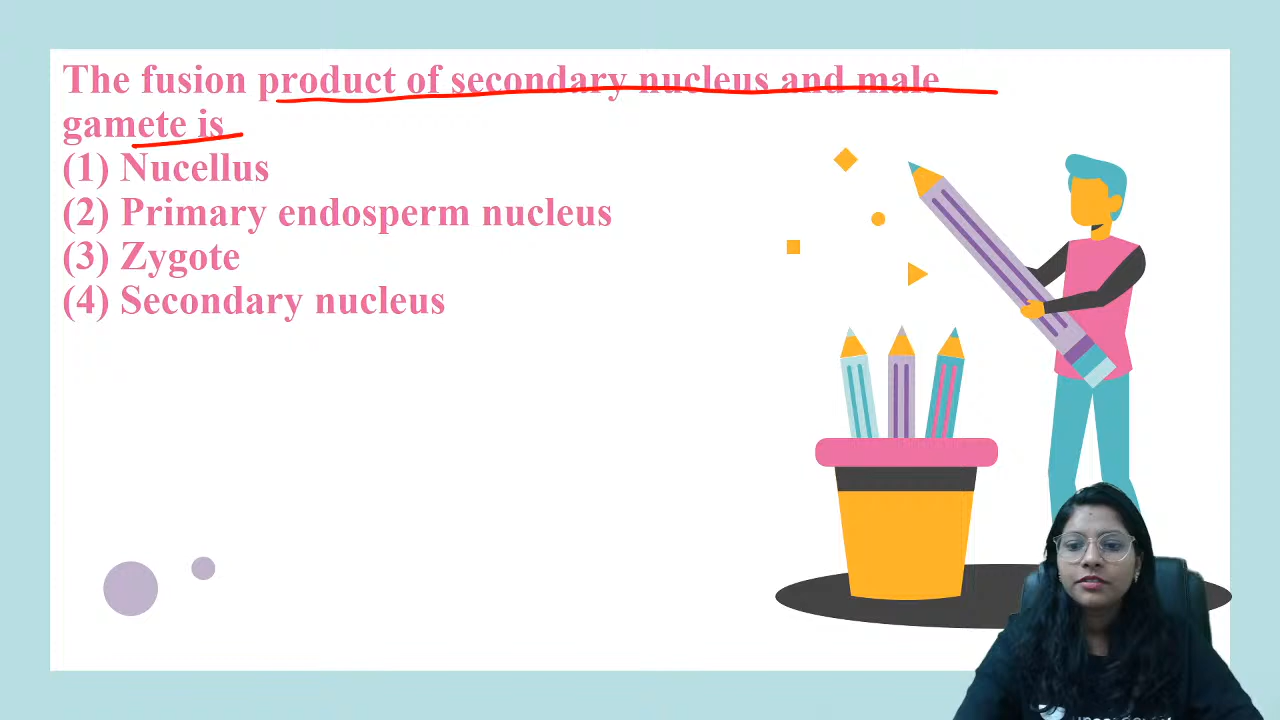 The fusion product of secondary nucleus and male
gamete is
(1) Nucellus
(2) Primary endosperm nucleus
(3) Zygote
(4) Secondary nucleus